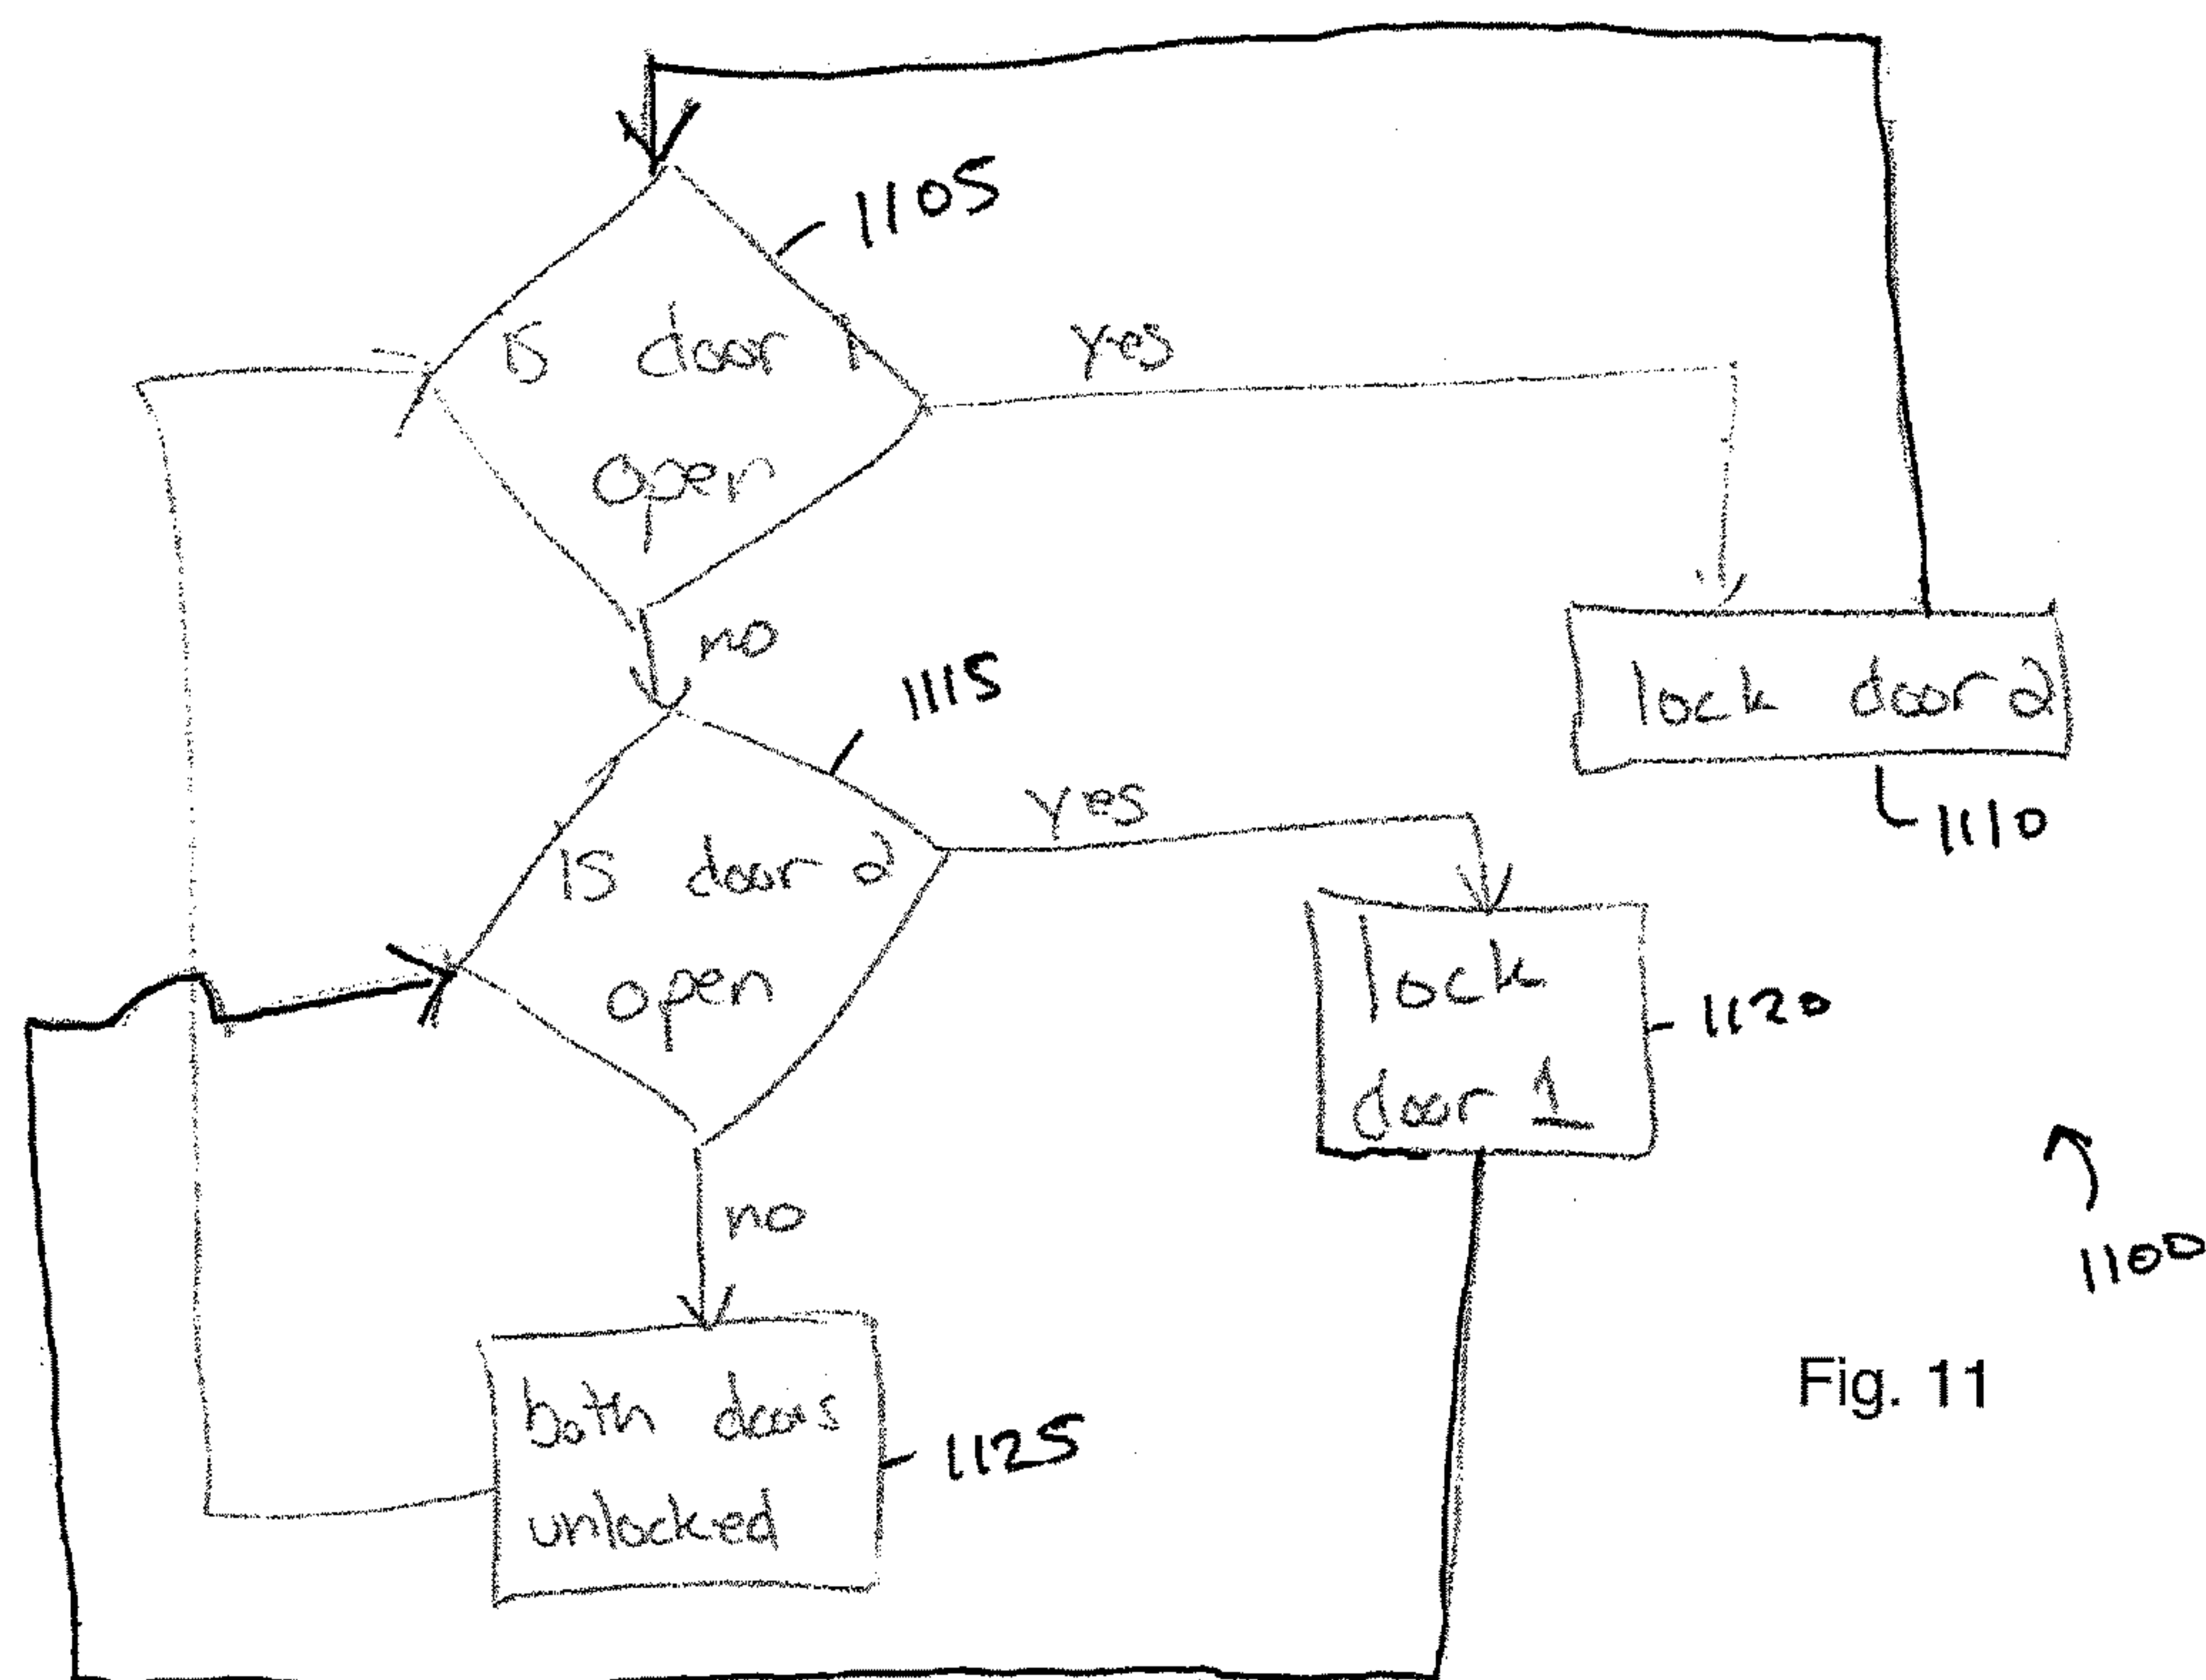 1105
is door 1
open
yes
no
lock door 2
1110
1115
is door 2
open
yes
lock
door 1
1120
no
1100
both doors
unlocked
1125
Fig. 11